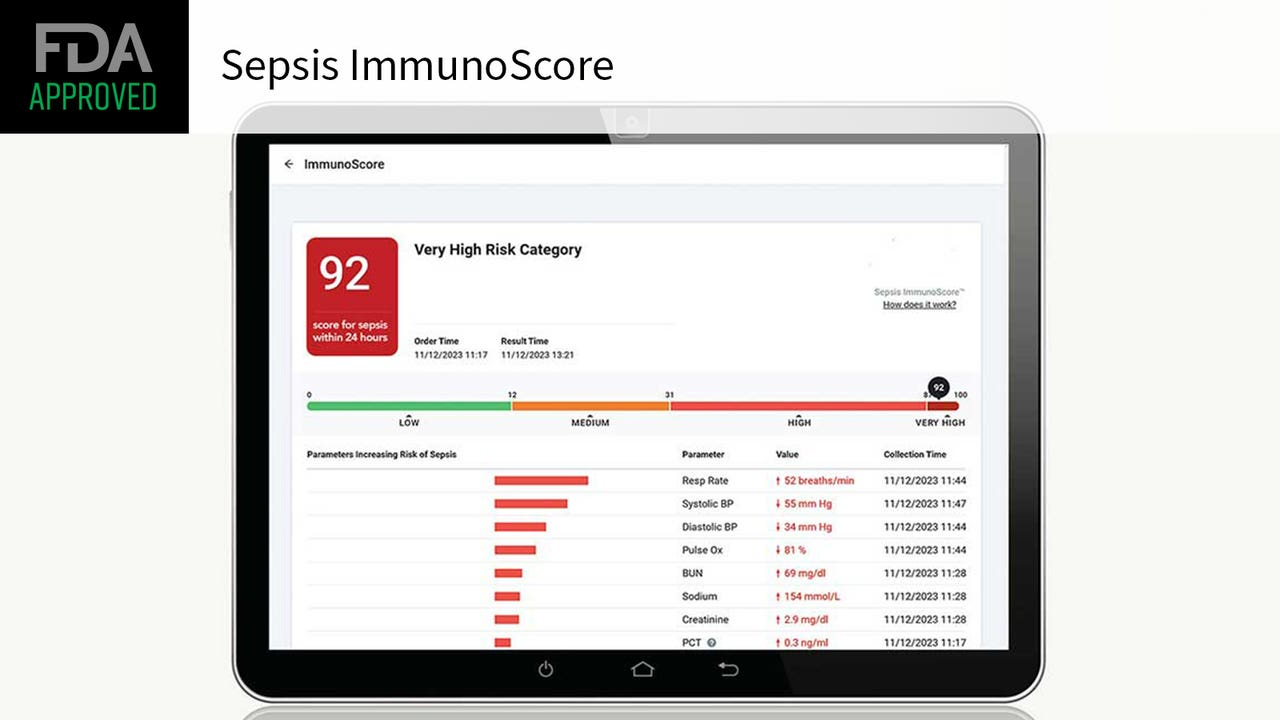 FDA
APPROVED
Sepsis ImmunoScore
← ImmunoScore
92
score for sepsis
within 24 hours
Very High Risk Category
Sepsis ImmunoScore™
How does it work?
Order Time Result Time
11/12/2023 11:17 11/12/2023 13:21
92
0 12 31 100
LOW MEDIUM HIGH VERY HIGH
Parameters Increasing Risk of Sepsis Parameter Value Collection Time
Resp Rate ↑ 52 breaths/min 11/12/2023 11:44
Systolic BP ↓ 55 mm Hg 11/12/2023 11:47
Diastolic BP ↓ 34 mm Hg 11/12/2023 11:44
Pulse Ox ↓ 81 % 11/12/2023 11:44
BUN ↑ 69 mg/dl 11/12/2023 11:28
Sodium ↑ 154 mmol/L 11/12/2023 11:28
Creatinine ↑ 2.9 mg/dl 11/12/2023 11:28
PCT ↑ 0.3 ng/ml 11/12/2023 11:17